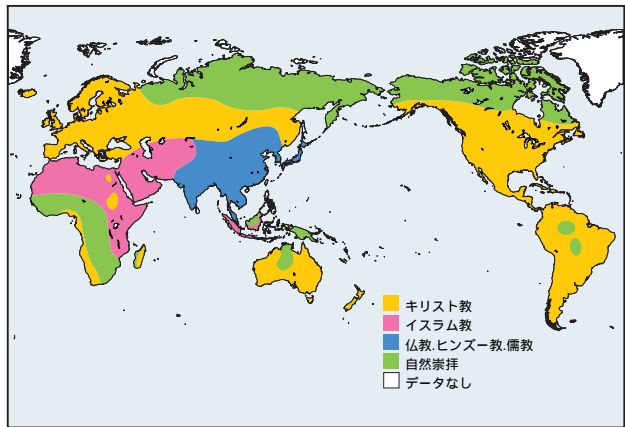 キリスト教
イスラム教
仏教.ヒンズー教.儒教
自然崇拝
データなし